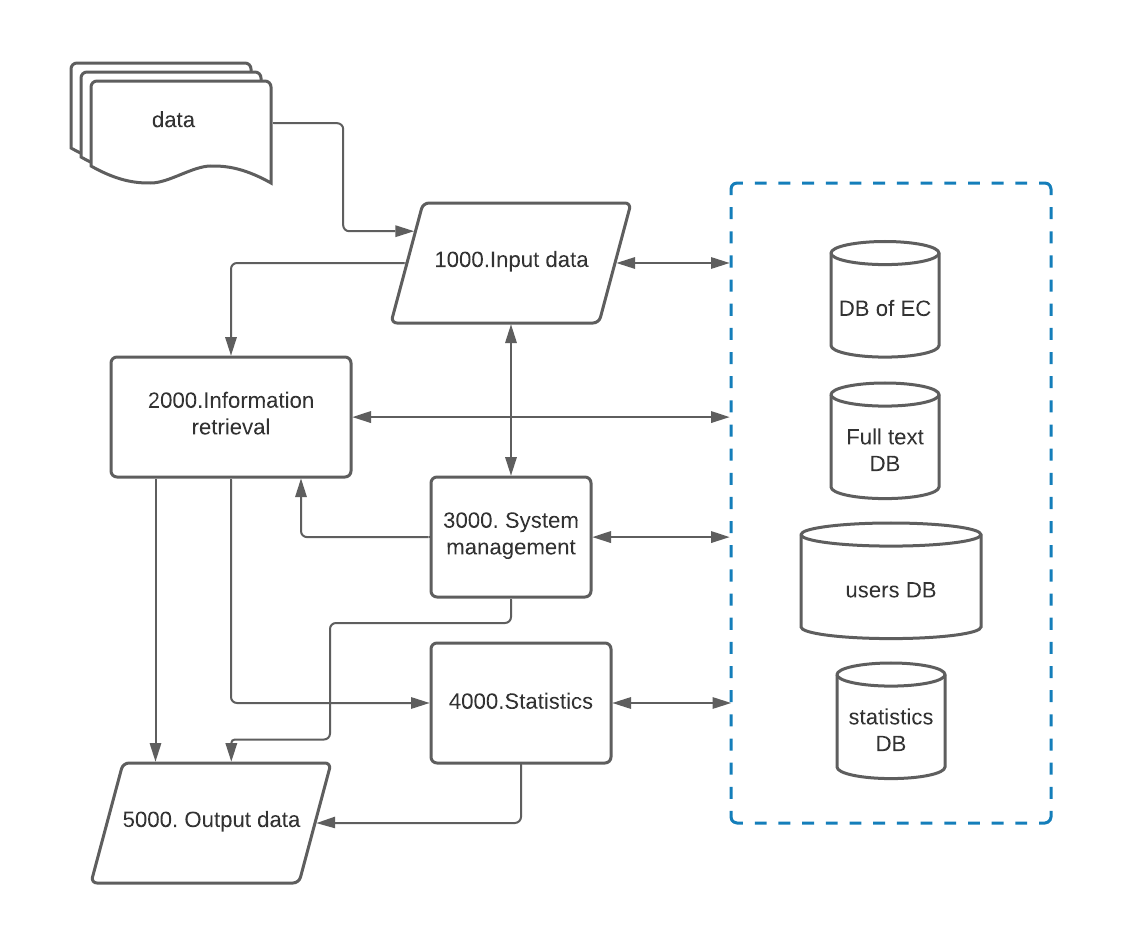 data
1000.Input data
DB of EC
2000.Information
retrieval
Full text
DB
3000. System
management
users DB
4000.Statistics
statistics
DB
5000. Output data